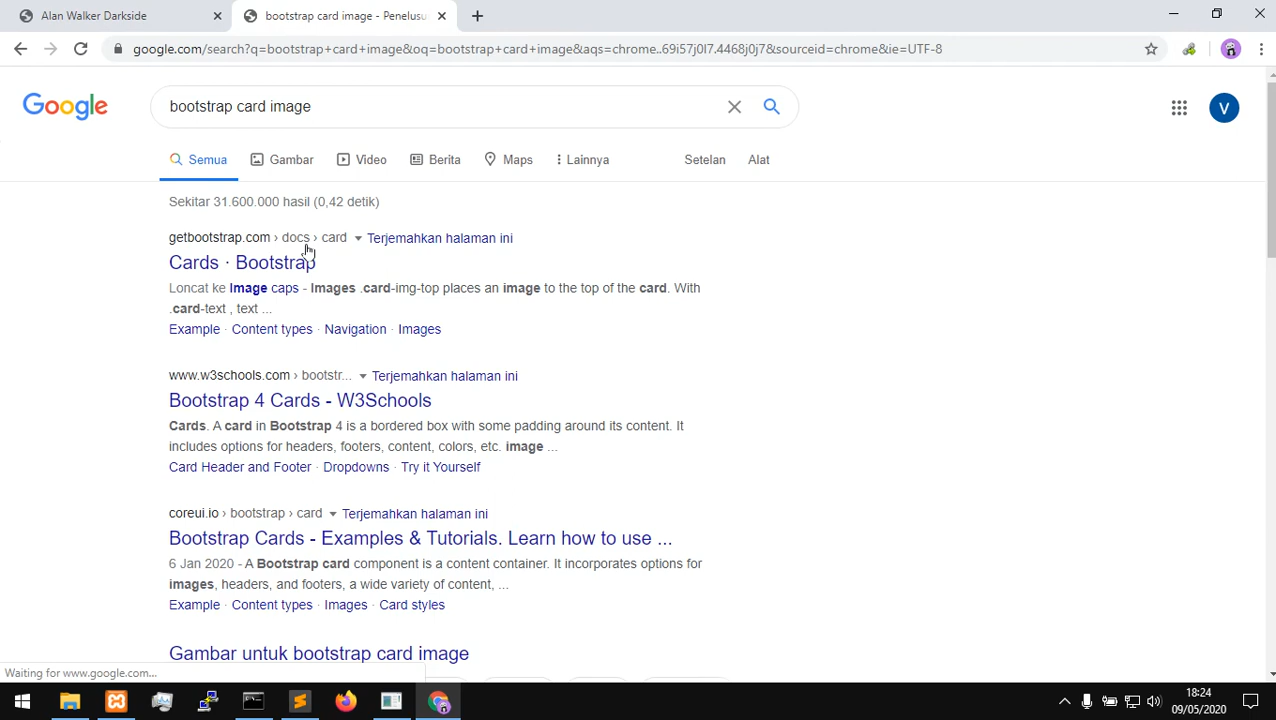 Alan Walker Darkside
bootstrap card image - Penelusu
google.com/search?q=bootstrap+card+image&oq=bootstrap+card+image&aqs=chrome..69i57j0l7.4468j0j7&sourceid=chrome&ie=UTF-8
Google
bootstrap card image
V
Semua
Gambar
Video
Berita
Maps
Lainnya
Setelan
Alat
Sekitar 31.600.000 hasil (0,42 detik)
getbootstrap.com › docs › card Terjemahkan halaman ini
Cards · Bootstrap
Loncat ke Image caps - Images .card-img-top places an image to the top of the card. With
.card-text , text ...
Example · Content types · Navigation · Images
www.w3schools.com › bootstr... Terjemahkan halaman ini
Bootstrap 4 Cards - W3Schools
Cards. A card in Bootstrap 4 is a bordered box with some padding around its content. It
includes options for headers, footers, content, colors, etc. image ...
Card Header and Footer · Dropdowns · Try it Yourself
coreui.io › bootstrap › card Terjemahkan halaman ini
Bootstrap Cards - Examples & Tutorials. Learn how to use ...
6 Jan 2020 - A Bootstrap card component is a content container. It incorporates options for
images, headers, and footers, a wide variety of content, ...
Example · Content types · Images · Card styles
Gambar untuk bootstrap card image
Waiting for www.google.com...
18:24
09/05/2020